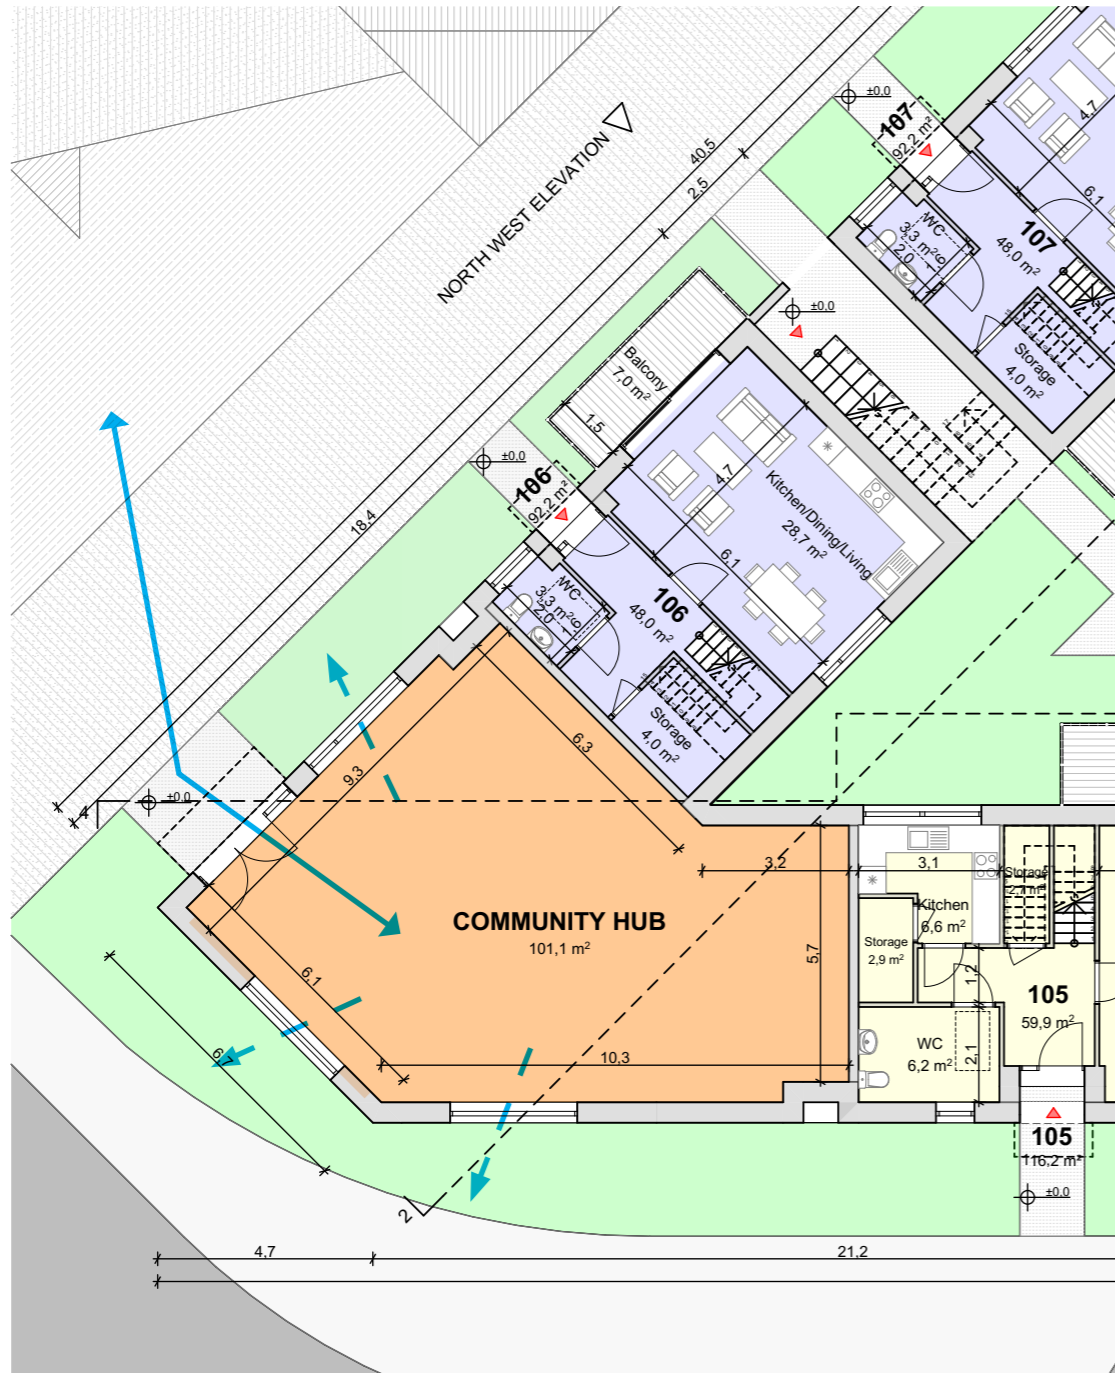 ±0,0
107
92,2 m²
4,7
6,1
40,5
2,5
NORTH WEST ELEVATION
WC
3,3 m²
2,0
107
48,0 m²
±0,0
Storage
4,0 m²
Balcony
7,0 m²
1,5
±0,0
106
92,2 m²
4,7
Kitchen/Dining/Living
28,7 m²
18,4
6,1
WC
3,3 m²
2,0
106
48,0 m²
Storage
4,0 m²
6,3
9,3
4
±0,0
3,2
3,1
Storage
2,7 m²
Kitchen
6,6 m²
COMMUNITY HUB
101,1 m²
5,7
Storage
2,9 m²
1,2
6,1
105
59,9 m²
WC
6,2 m²
2,1
6,7
10,3
105
116,2 m²
±0,0
2
4,7
21,2